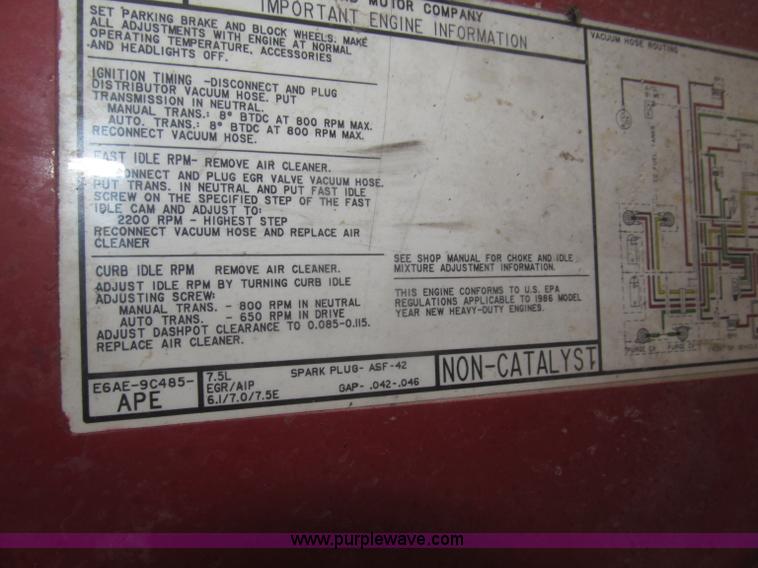 MOTOR COMPANY
IMPORTANT ENGINE INFORMATION
SET PARKING BRAKE AND BLOCK WHEELS. MAKE
ALL ADJUSTMENTS WITH ENGINE AT NORMAL
OPERATING TEMPERATURE, ACCESSORIES
AND HEADLIGHTS OFF.
IGNITION TIMING -DISCONNECT AND PLUG
DISTRIBUTOR VACUUM HOSE. PUT
TRANSMISSION IN NEUTRAL.
MANUAL TRANS.: 8° BTDC AT 800 RPM MAX.
AUTO. TRANS.: 8° BTDC AT 800 RPM MAX.
RECONNECT VACUUM HOSE.
FAST IDLE RPM- REMOVE AIR CLEANER.
CONNECT AND PLUG EGR VALVE VACUUM HOSE.
PUT TRANS. IN NEUTRAL AND PUT FAST IDLE
SCREW ON THE SPECIFIED STEP OF THE FAST
IDLE CAM AND ADJUST TO:
2200 RPM - HIGHEST STEP
RECONNECT VACUUM HOSE AND REPLACE AIR
CLEANER
CURB IDLE RPM REMOVE AIR CLEANER.
ADJUST IDLE RPM BY TURNING CURB IDLE
ADJUSTING SCREW:
MANUAL TRANS. - 800 RPM IN NEUTRAL
AUTO TRANS. - 650 RPM IN DRIVE
ADJUST DASHPOT CLEARANCE TO 0.085-0.115.
REPLACE AIR CLEANER.
SEE SHOP MANUAL FOR CHOKE AND IDLE
MIXTURE ADJUSTMENT INFORMATION.
THIS ENGINE CONFORMS TO U.S. EPA
REGULATIONS APPLICABLE TO 1986 MODEL
YEAR NEW HEAVY-DUTY ENGINES.
E6AE-9C485-
APE
7.5L
EGR/AIP
6.1/7.0/7.5E
SPARK PLUG- ASF-42
GAP- .042-.046
NON-CATALYST
VACUUM HOSE ROUTING
FUEL TANKS
www.purplewave.com